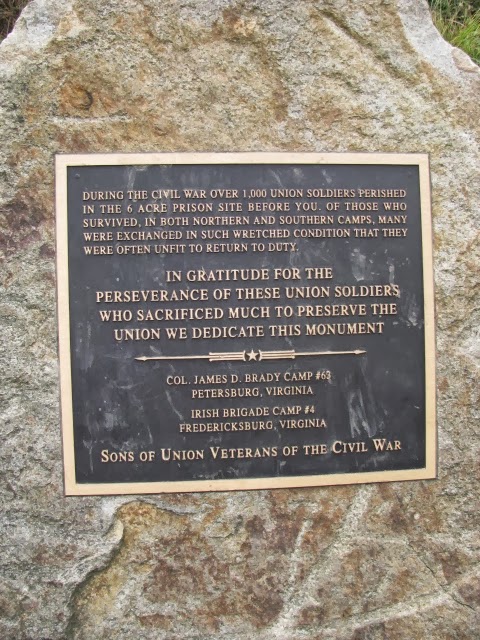 DURING THE CIVIL WAR OVER 1,000 UNION SOLDIERS PERISHED
IN THE 6 ACRE PRISON SITE BEFORE YOU. OF THOSE WHO
SURVIVED, IN BOTH NORTHERN AND SOUTHERN CAMPS, MANY
WERE EXCHANGED IN SUCH WRETCHED CONDITION THAT THEY
WERE OFTEN UNFIT TO RETURN TO DUTY.
IN GRATITUDE FOR THE
PERSEVERANCE OF THESE UNION SOLDIERS
WHO SACRIFICED MUCH TO PRESERVE THE
UNION WE DEDICATE THIS MONUMENT
COL. JAMES D. BRADY CAMP #63
PETERSBURG, VIRGINIA
IRISH BRIGADE CAMP #4
FREDERICKSBURG, VIRGINIA
SONS OF UNION VETERANS OF THE CIVIL WAR